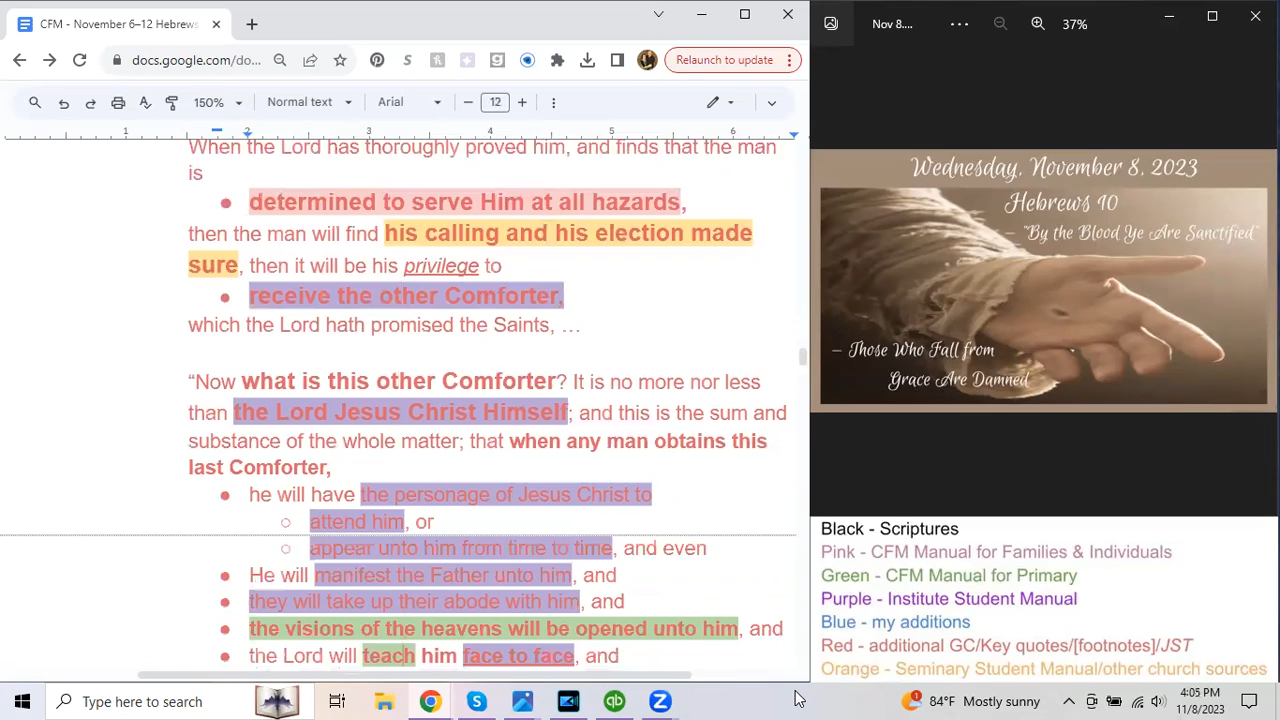 CFM – November 6–12 Hebrews
docs.google.com/do...
Relaunch to update
150%
Normal text
Arial
12
1 2 3 4 5 6
When the Lord has thoroughly proved him, and finds that the man
is
● determined to serve Him at all hazards,
then the man will find his calling and his election made
sure, then it will be his privilege to
● receive the other Comforter,
which the Lord hath promised the Saints, …
“Now what is this other Comforter? It is no more nor less
than the Lord Jesus Christ Himself; and this is the sum and
substance of the whole matter; that when any man obtains this
last Comforter,
● he will have the personage of Jesus Christ to
○ attend him, or
○ appear unto him from time to time, and even
● He will manifest the Father unto him, and
● they will take up their abode with him, and
● the visions of the heavens will be opened unto him, and
● the Lord will teach him face to face, and
Nov 8....
37%
Wednesday, November 8, 2023
Hebrews 10
– “By the Blood Ye Are Sanctified”
– Those Who Fall from
Grace Are Damned
Black - Scriptures
Pink - CFM Manual for Families & Individuals
Green - CFM Manual for Primary
Purple - Institute Student Manual
Blue - my additions
Red - additional GC/Key quotes/[footnotes]/JST
Orange - Seminary Student Manual/other church sources
Type here to search
84°F Mostly sunny
4:05 PM
11/8/2023